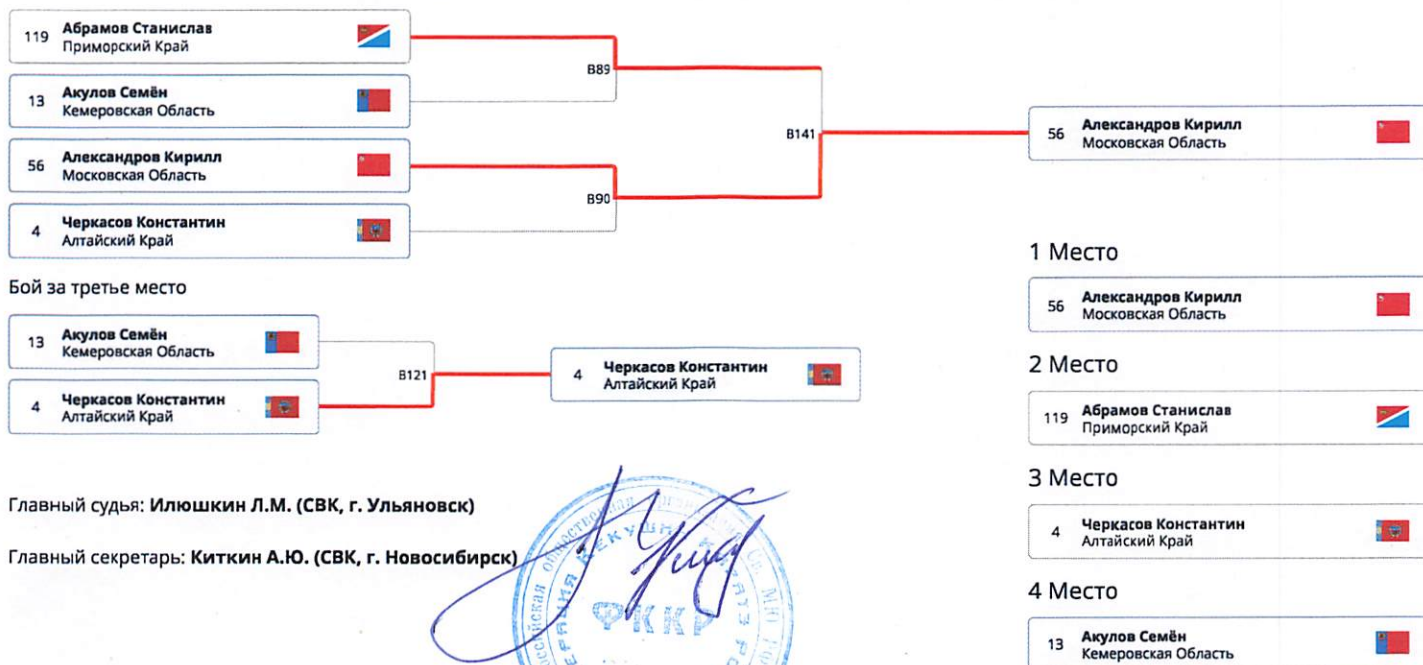 119 Абрамов Станислав
Приморский Край
13 Акулов Семён
Кемеровская Область
56 Александров Кирилл
Московская Область
4 Черкасов Константин
Алтайский Край
B89
B90
B141
56 Александров Кирилл
Московская Область
Бой за третье место
13 Акулов Семён
Кемеровская Область
4 Черкасов Константин
Алтайский Край
B121
4 Черкасов Константин
Алтайский Край
1 Место
56 Александров Кирилл
Московская Область
2 Место
119 Абрамов Станислав
Приморский Край
3 Место
4 Черкасов Константин
Алтайский Край
4 Место
13 Акулов Семён
Кемеровская Область
Главный судья: Илюшкин Л.М. (СВК, г. Ульяновск)
Главный секретарь: Киткин А.Ю. (СВК, г. Новосибирск)
ФККР